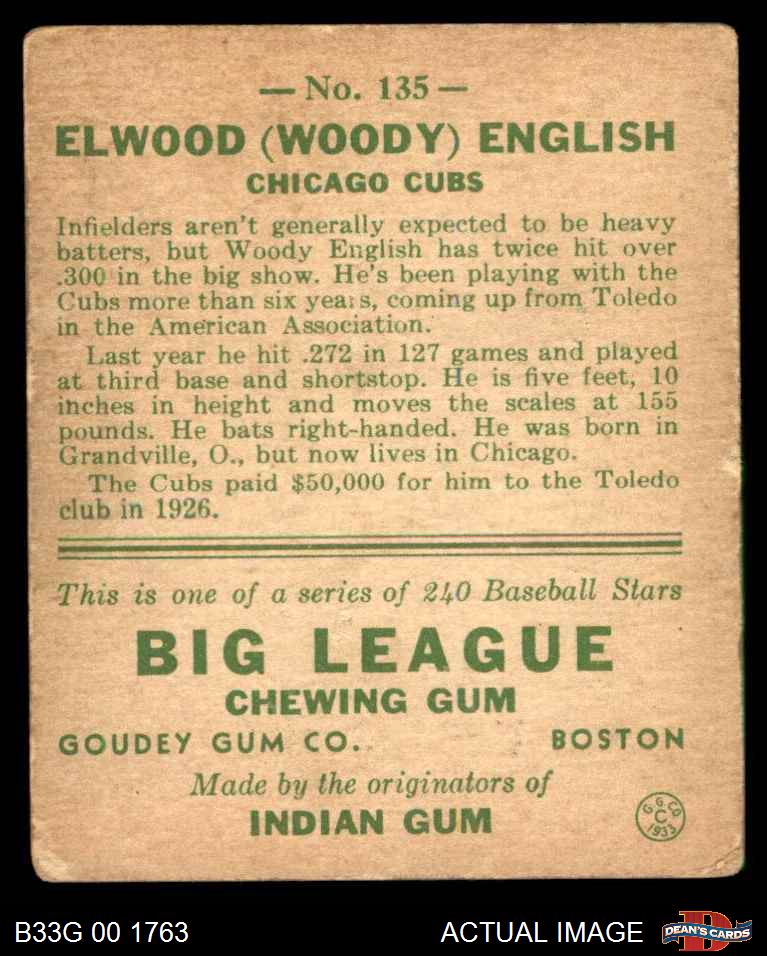 — No. 135 —
ELWOOD (WOODY) ENGLISH
CHICAGO CUBS
Infielders aren't generally expected to be heavy
batters, but Woody English has twice hit over
.300 in the big show. He's been playing with the
Cubs more than six years, coming up from Toledo
in the American Association.
Last year he hit .272 in 127 games and played
at third base and shortstop. He is five feet, 10
inches in height and moves the scales at 155
pounds. He bats right-handed. He was born in
Grandville, O., but now lives in Chicago.
The Cubs paid $50,000 for him to the Toledo
club in 1926.
This is one of a series of 240 Baseball Stars
BIG LEAGUE
CHEWING GUM
GOUDEY GUM CO. BOSTON
Made by the originators of
INDIAN GUM
G. G. CO.
C
1933
B33G 00 1763 ACTUAL IMAGE D DEAN'S CARDS